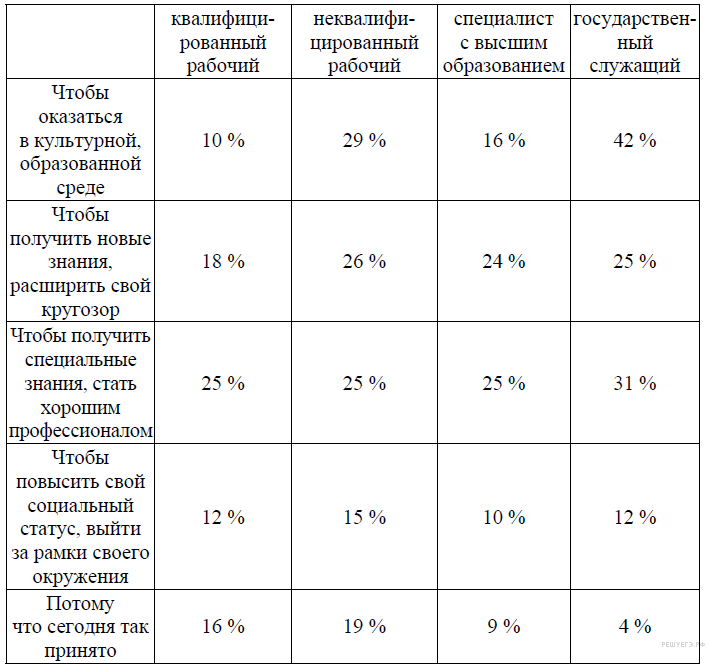 квалифици-
рованный
рабочий
неквалифи-
цированный
рабочий
специалист
с высшим
образованием
государствен-
ный
служащий
Чтобы
оказаться
в культурной,
образованной
среде
10 %
29 %
16 %
42 %
Чтобы
получить новые
знания,
расширить свой
кругозор
18 %
26 %
24 %
25 %
Чтобы получить
специальные
знания, стать
хорошим
профессионалом
25 %
25 %
25 %
31 %
Чтобы
повысить свой
социальный
статус, выйти
за рамки своего
окружения
12 %
15 %
10 %
12 %
Потому
что сегодня так
принято
16 %
19 %
9 %
4 %
РЕШУЕГЭ.РФ